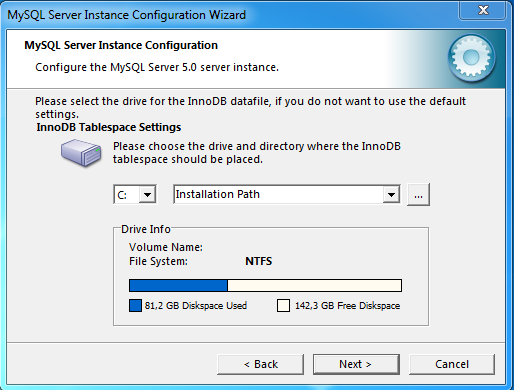 MySQL Server Instance Configuration Wizard
MySQL Server Instance Configuration
Configure the MySQL Server 5.0 server instance.
Please select the drive for the InnoDB datafile, if you do not want to use the default
settings.
InnoDB Tablespace Settings
Please choose the drive and directory where the InnoDB
tablespace should be placed.
C: Installation Path ...
Drive Info
Volume Name:
File System: NTFS
81,2 GB Diskspace Used 142,3 GB Free Diskspace
< Back Next > Cancel